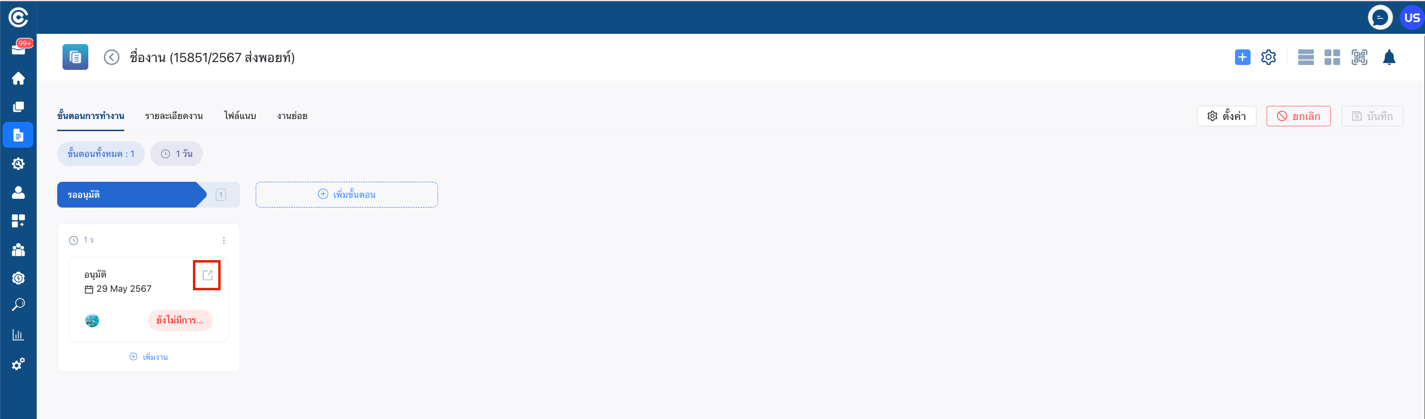 US
99+
ชื่องาน (15851/2567 ส่งพอยท์)
ขั้นตอนการทำงาน รายละเอียดงาน ไฟล์แนบ งานย่อย ตั้งค่า ยกเลิก บันทึก
ขั้นตอนทั้งหมด : 1 1 วัน
รออนุมัติ 1 เพิ่มขั้นตอน
1 ว
อนุมัติ
29 May 2567
ยังไม่มีการ...
เพิ่มงาน